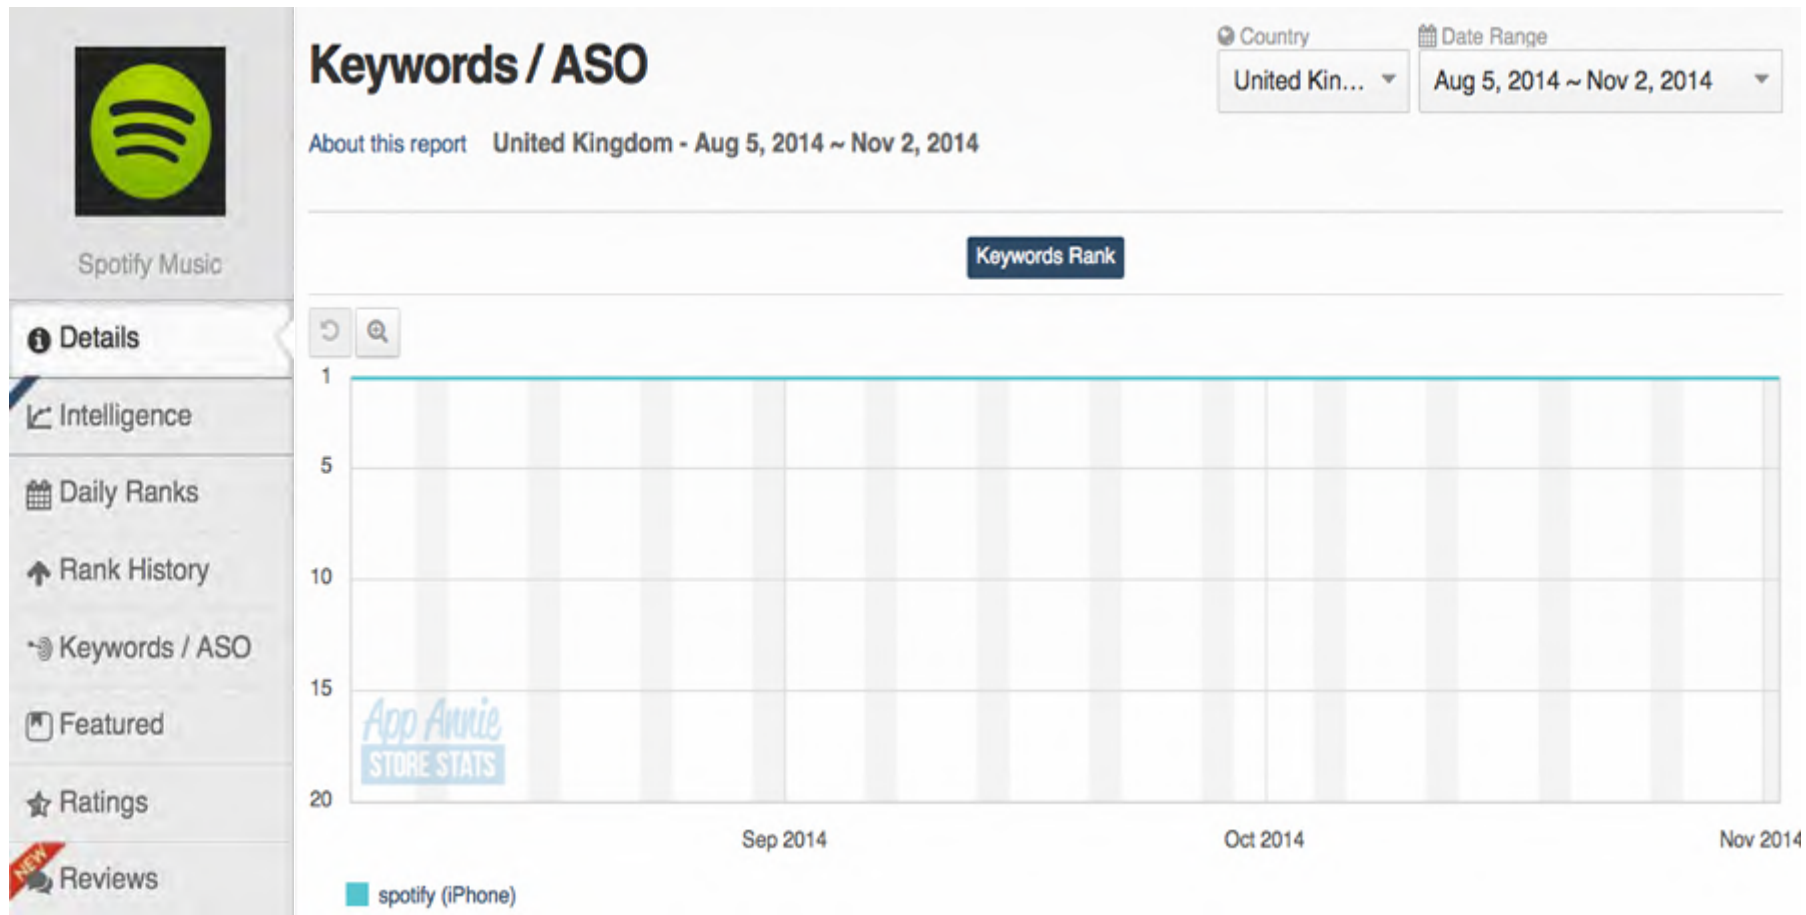 Spotify Music
Details
Intelligence
Daily Ranks
Rank History
Keywords / ASO
Featured
Ratings
NEW
Reviews
Keywords / ASO
Country
United Kin...
Date Range
Aug 5, 2014 ~ Nov 2, 2014
About this report United Kingdom - Aug 5, 2014 ~ Nov 2, 2014
Keywords Rank
1
5
10
15
20
App Annie
STORE STATS
Sep 2014 Oct 2014 Nov 2014
spotify (iPhone)